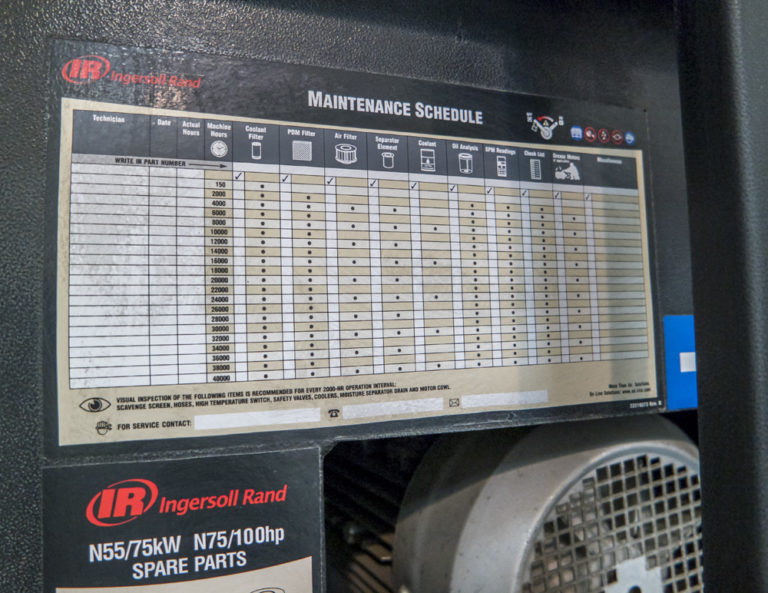 IR Ingersoll Rand
MAINTENANCE SCHEDULE
Technician Date Actual Hours Machine Hours Coolant Filter PDM Filter Air Filter Separator Element Coolant Oil Analysis SPM Readings Check List Grease Motors Miscellaneous
WRITE IN PART NUMBER
150
2000
4000
6000
8000
10000
12000
14000
16000
18000
20000
22000
24000
26000
28000
30000
32000
34000
36000
38000
40000
VISUAL INSPECTION OF THE FOLLOWING ITEMS IS RECOMMENDED FOR EVERY 2000-HR OPERATION INTERVAL:
SCAVENGE SCREEN, HOSES, HIGH TEMPERATURE SWITCH, SAFETY VALVES, COOLERS, MOISTURE SEPARATOR DRAIN AND MOTOR COWL.
FOR SERVICE CONTACT:
More Than Air. Solutions.
IR Ingersoll Rand
N55/75kW N75/100hp
SPARE PARTS